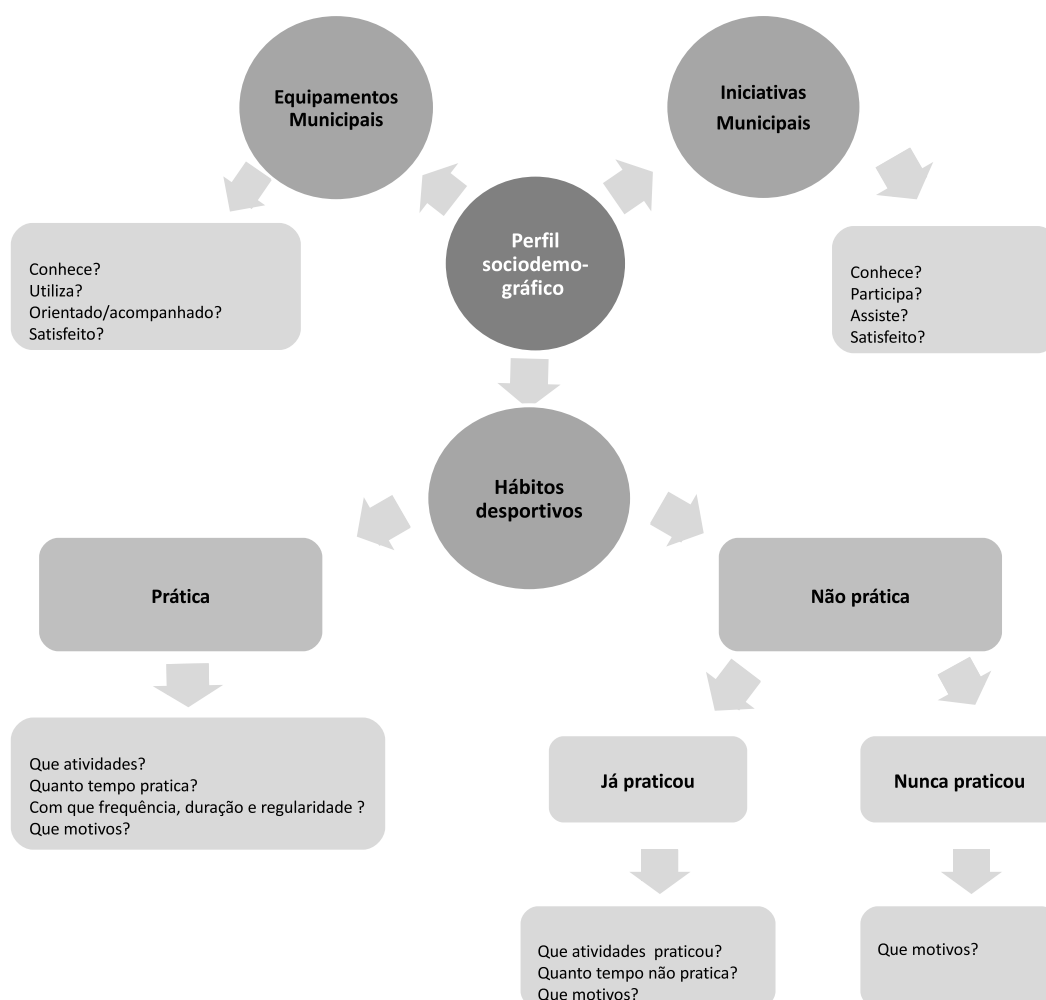 Equipamentos
Municipais
Iniciativas
Municipais
Perfil
sociodemo-
gráfico
Conhece?
Utiliza?
Orientado/acompanhado?
Satisfeito?
Conhece?
Participa?
Assiste?
Satisfeito?
Hábitos
desportivos
Prática
Não prática
Que atividades?
Quanto tempo pratica?
Com que frequência, duração e regularidade ?
Que motivos?
Já praticou
Nunca praticou
Que atividades  praticou?
Quanto tempo não pratica?
Que motivos?
Que motivos?